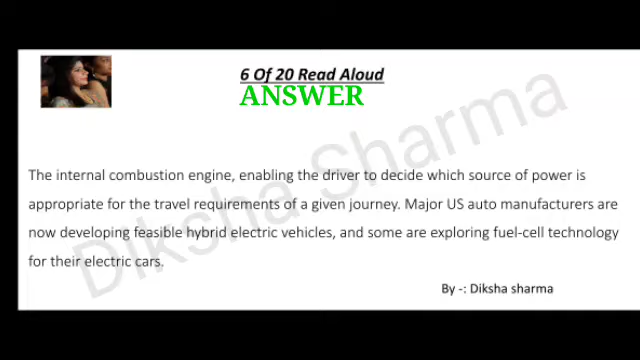 6 Of 20 Read Aloud
ANSWER
The internal combustion engine, enabling the driver to decide which source of power is
appropriate for the travel requirements of a given journey. Major US auto manufacturers are
now developing feasible hybrid electric vehicles, and some are exploring fuel-cell technology
for their electric cars.
By -: Diksha sharma
Diksha Sharma